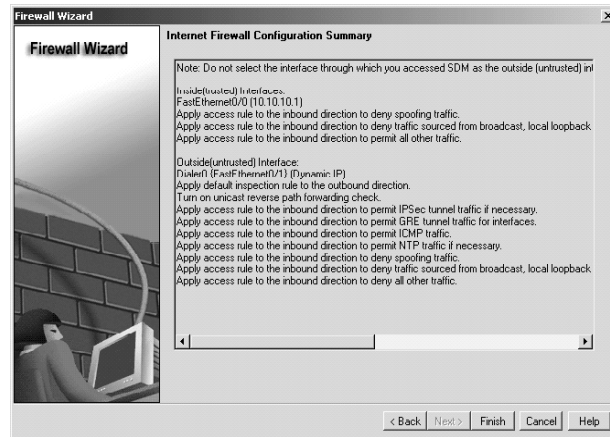 Firewall Wizard
x
Firewall Wizard
Internet Firewall Configuration Summary
Note: Do not select the interface through which you accessed SDM as the outside (untrusted) int
Inside(trusted) Interfaces:
FastEthernet0/0 (10.10.10.1)
Apply access rule to the inbound direction to deny spoofing traffic.
Apply access rule to the inbound direction to deny traffic sourced from broadcast, local loopback
Apply access rule to the inbound direction to permit all other traffic.
Outside(untrusted) Interface:
Dialer0 (FastEthernet0/1) (Dynamic IP)
Apply default inspection rule to the outbound direction.
Turn on unicast reverse path forwarding check.
Apply access rule to the inbound direction to permit IPSec tunnel traffic if necessary.
Apply access rule to the inbound direction to permit GRE tunnel traffic for interfaces.
Apply access rule to the inbound direction to permit ICMP traffic.
Apply access rule to the inbound direction to permit NTP traffic if necessary.
Apply access rule to the inbound direction to deny spoofing traffic.
Apply access rule to the inbound direction to deny traffic sourced from broadcast, local loopback
Apply access rule to the inbound direction to deny all other traffic.
< Back Next > Finish Cancel Help